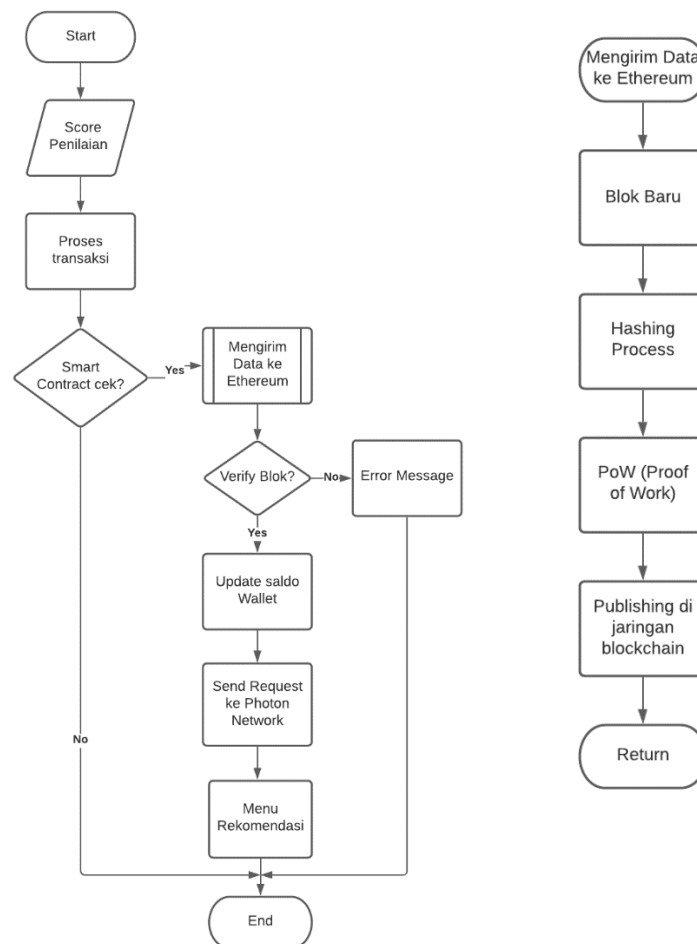 Start
Score
Penilaian
Proses
transaksi
Smart
Contract cek?
Yes
Mengirim
Data ke
Ethereum
Verify Blok?
No
Error Message
Yes
Update saldo
Wallet
Send Request
ke Photon
Network
No
Menu
Rekomendasi
End
Mengirim Data
ke Ethereum
Blok Baru
Hashing
Process
PoW (Proof
of Work)
Publishing di
jaringan
blockchain
Return